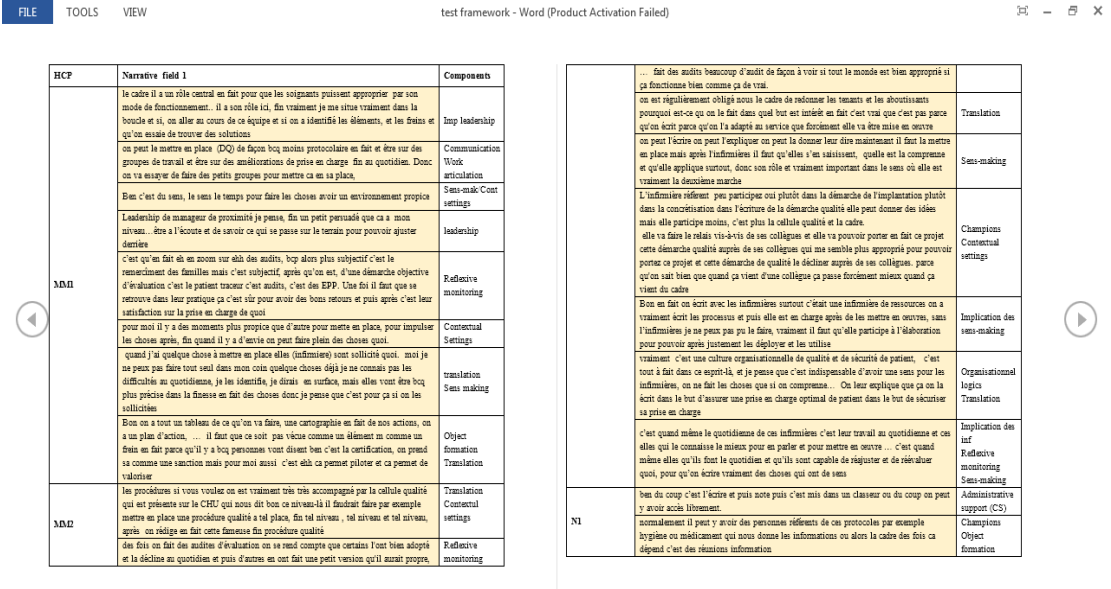 FILE TOOLS VIEW test framework - Word (Product Activation Failed)
HCP Narrative field 1 Components
MM1
le cadre il a un rôle central en fait pour que les soignants puissent approprier par son
mode de fonctionnement.. il a son rôle ici, fin vraiment je me situe vraiment dans la
boucle et si, on aller au cours de ce équipe et si on a identifié les éléments, et les freins et
qu'on essaie de trouver des solutions
Imp leadership
on peut le mettre en place (DQ) de façon bcq moins protocolaire en fait et être sur des
groupes de travail et être sur des améliorations de prise en charge fin au quotidien. Donc
on va essayer de faire des petits groupes pour mettre ca en sa place,
Communication
Work
articulation
Ben c'est du sens, le sens le temps pour faire les choses avoir un environnement propice
Sens-mak/Cont
settings
Leadership de manageur de proximité je pense, fin un petit persuadé que ca a mon
niveau…être a l'écoute et de savoir ce qui se passe sur le terrain pour pouvoir ajuster
derrière
leadership
c'est qu'en fait eh en zoom sur ehh des audits, bcp alors plus subjectif c'est le
remerciment des familles mais c'est subjectif, après qu'on est, d'une démarche objective
d'évaluation c'est le patient traceur c'est audits, c'est des EPP. Une foi il faut que se
retrouve dans leur pratique ça c'est sûr pour avoir des bons retours et puis après c'est leur
satisfaction sur la prise en charge de quoi
Reflexive
monitoring
pour moi il y a des moments plus propice que d'autre pour mette en place, pour impulser
les choses après, fin quand il y a d'envie on peut faire plein des choses quoi.
Contextual
Settings
quand j'ai quelque chose à mettre en place elles (infirmiere) sont sollicité quoi. moi je
ne peux pas faire tout seul dans mon coin quelque choses déjà je ne connais pas les
difficultés au quotidienne, je les identifie, je dirais en surface, mais elles vont être bcq
plus précise dans la finesse en fait des choses donc je pense que c'est pour ça si on les
sollicitées
translation
Sens making
Bon on a tout un tableau de ce qu'on va faire, une cartographie en fait de nos actions, on
a un plan d'action, … il faut que ce soit pas vécue comme un élément m comme un
frein en fait parce qu'il y a bcq personnes vont disent ben c'est la certification, on prend
sa comme une sanction mais pour moi aussi c'est ehh ca permet piloter et ca permet de
valoriser
Object
formation
Translation
MM2
les procédures si vous voulez on est vraiment très très accompagné par la cellule qualité
qui est présente sur le CHU qui nous dit bon ce niveau-là il faudrait faire par exemple
mettre en place une procédure qualité a tel place, fin tel niveau , tel niveau et tel niveau,
après on rédige en fait cette fameuse fin procédure qualité
Translation
Contextul
settings
des fois on fait des audites d'évaluation on se rend compte que certains l'ont bien adopté
et la décline au quotidien et puis d'autres en ont fait une petit version qu'il aurait propre,
Reflexive
monitoring
… fait des audits beaucoup d'audit de façon à voir si tout le monde est bien approprié si
ça fonctionne bien comme ça de vrai.
on est régulièrement obligé nous le cadre de redonner les tenants et les aboutissants
pourquoi est-ce qu on le fait dans quel but est intérêt en fait c'est vrai que c'est pas parce
qu'on écrit parce qu'on l'a adapté au service que forcément elle va être mise en œuvre
Translation
on peut l'écrire on peut l'expliquer on peut la donner leur dire maintenant il faut la mettre
en place mais après l'infirmières il faut qu'elles s'en saisissent, quelle est la comprenne
et qu'elle applique surtout, donc son rôle et vraiment important dans le sens où elle est
vraiment la deuxième marche
Sens-making
L'infirmière référent peu participez oui plutôt dans la démarche de l'implantation plutôt
dans la concrétisation dans l'écriture de la démarche qualité elle peut donner des idées
mais elle participe moins, c'est plus la cellule qualité et la cadre.
elle va faire le relais vis-à-vis de ses collègues et elle va pouvoir porter en fait ce projet
cette démarche qualité auprès de ses collègues qui me semble plus approprié pour pouvoir
portez ce projet et cette démarche de qualité le décliner auprès de ses collègues. parce
qu'on sait bien que quand ça vient d'une collègue ça passe forcément mieux quand ça
vient du cadre
Champions
Contextual
settings
Bon en fait on écrit avec les infirmières surtout c'était une infirmière de ressources on a
vraiment écrit les processus et puis elle est en charge après de les mettre en œuvres, sans
l'infirmières je ne peux pas pu le faire, vraiment il faut qu'elle participe à l'élaboration
pour pouvoir après justement les déployer et les utilise
Implication des
sens-making
vraiment c'est une culture organisationnelle de qualité et de sécurité de patient, c'est
tout à fait dans ce esprit-là, et je pense que c'est indispensable d'avoir une sens pour les
infirmières, on ne fait les choses que si on comprenne… On leur explique que ça on la
écrit dans le but d'assurer une prise en charge optimal de patient dans le but de sécuriser
sa prise en charge
Organisationnel
logics
Translation
c'est quand même le quotidienne de ces infirmières c'est leur travail au quotidienne et ces
elles qui le connaisse le mieux pour en parler et pour mettre en œuvre … c'est quand
même elles qu'ils font le quotidien et qu'ils sont capable de réajuster et de réévaluer
quoi, pour qu'on écrire vraiment des choses qui ont de sens
Implication des
inf
Reflexive
monitoring
Sens-making
N1
ben du coup c'est l'écrire et puis note puis c'est mis dans un classeur ou du coup on peut
y avoir accès librement.
Administrative
support (CS)
normalement il peut y avoir des personnes référents de ces protocoles par exemple
hygiène ou médicament qui nous donne les informations ou alors la cadre des fois ca
dépend c'est des réunions information
Champions
Object
formation